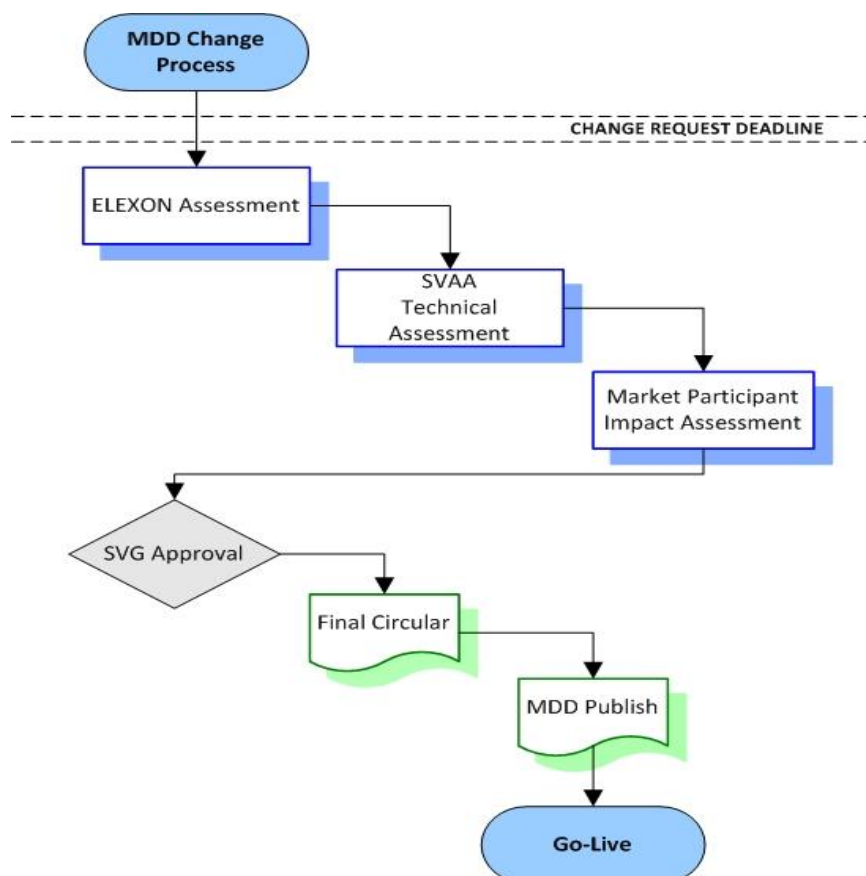 MDD Change
Process
CHANGE REQUEST DEADLINE
ELEXON Assessment
SVAA
Technical
Assessment
Market Participant
Impact Assessment
SVG Approval
Final Circular
MDD Publish
Go-Live